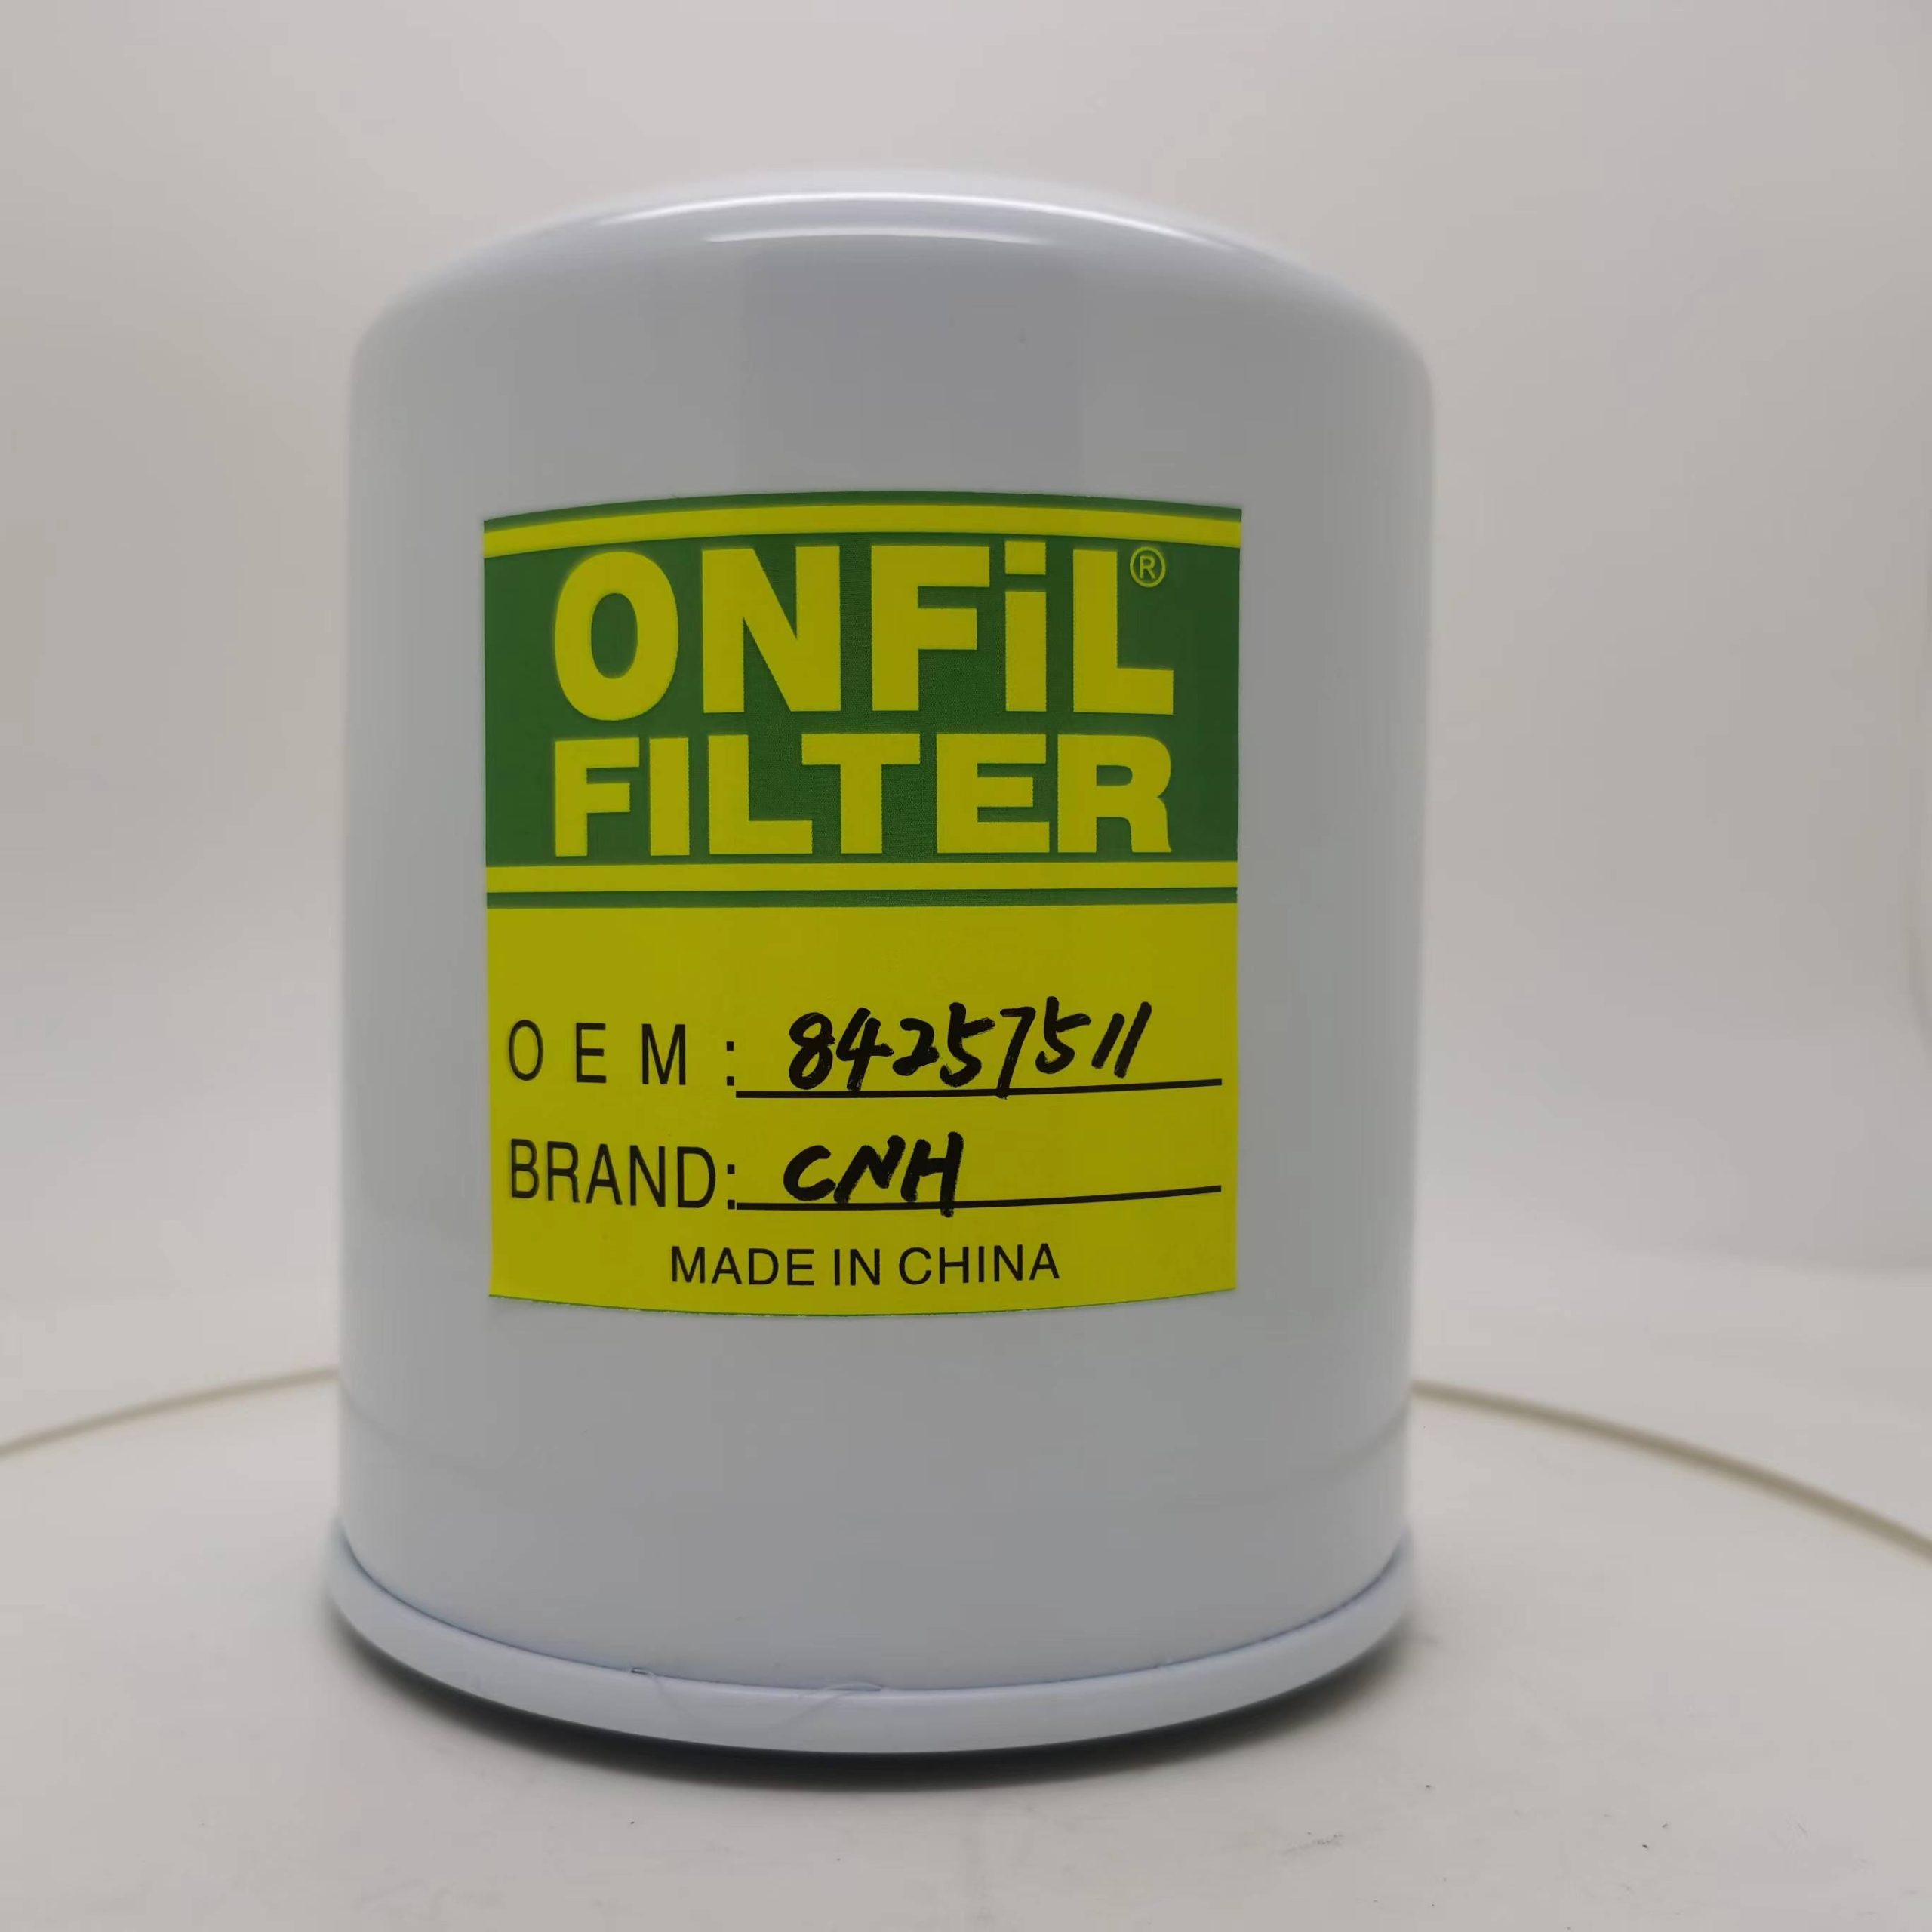 ONFiL®
FILTER
OEM: 84257511
BRAND: CNH
MADE IN CHINA